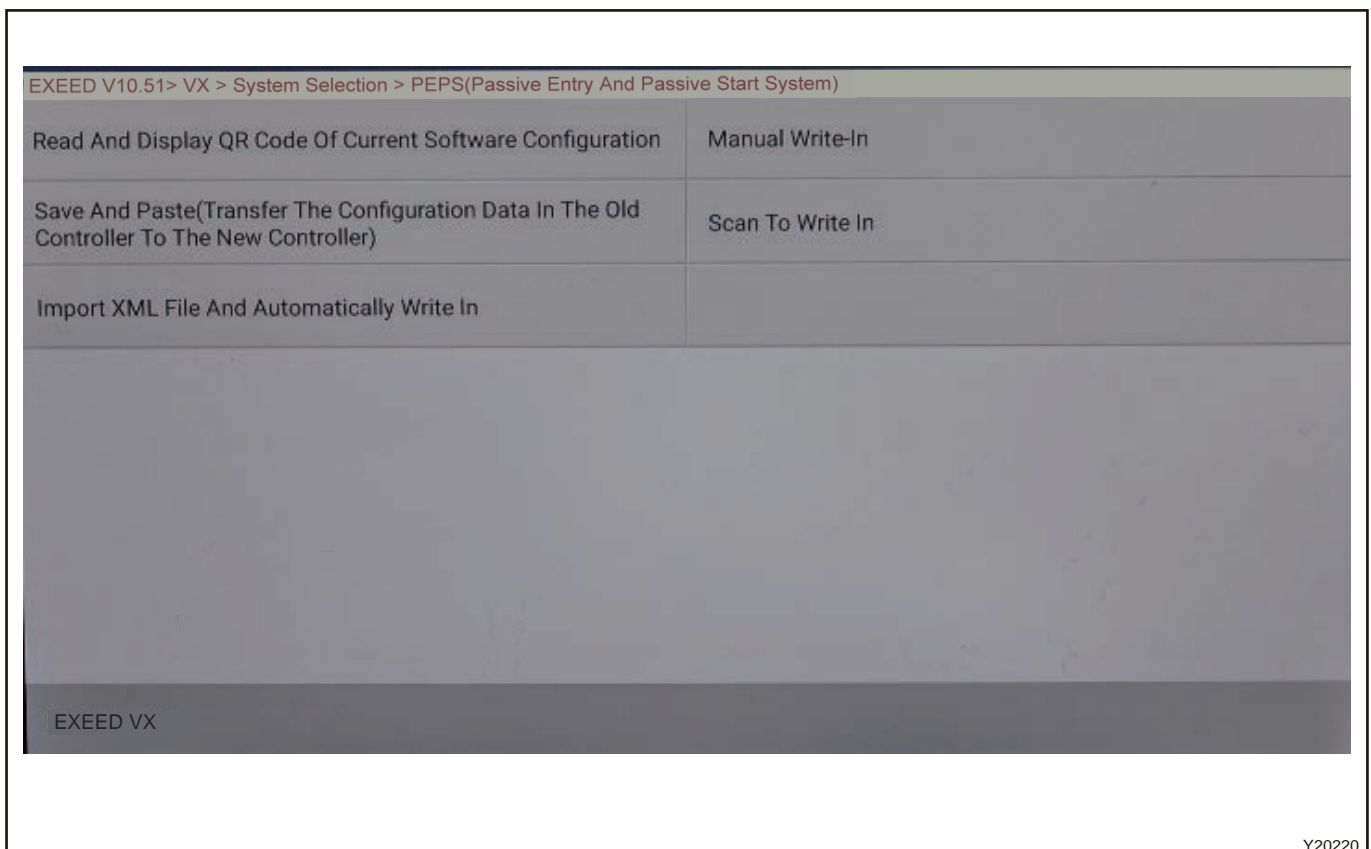 EXEED V10.51> VX > System Selection > PEPS(Passive Entry And Passive Start System)
Read And Display QR Code Of Current Software Configuration
Manual Write-In
Save And Paste(Transfer The Configuration Data In The Old
Controller To The New Controller)
Scan To Write In
Import XML File And Automatically Write In
EXEED VX
Y20220